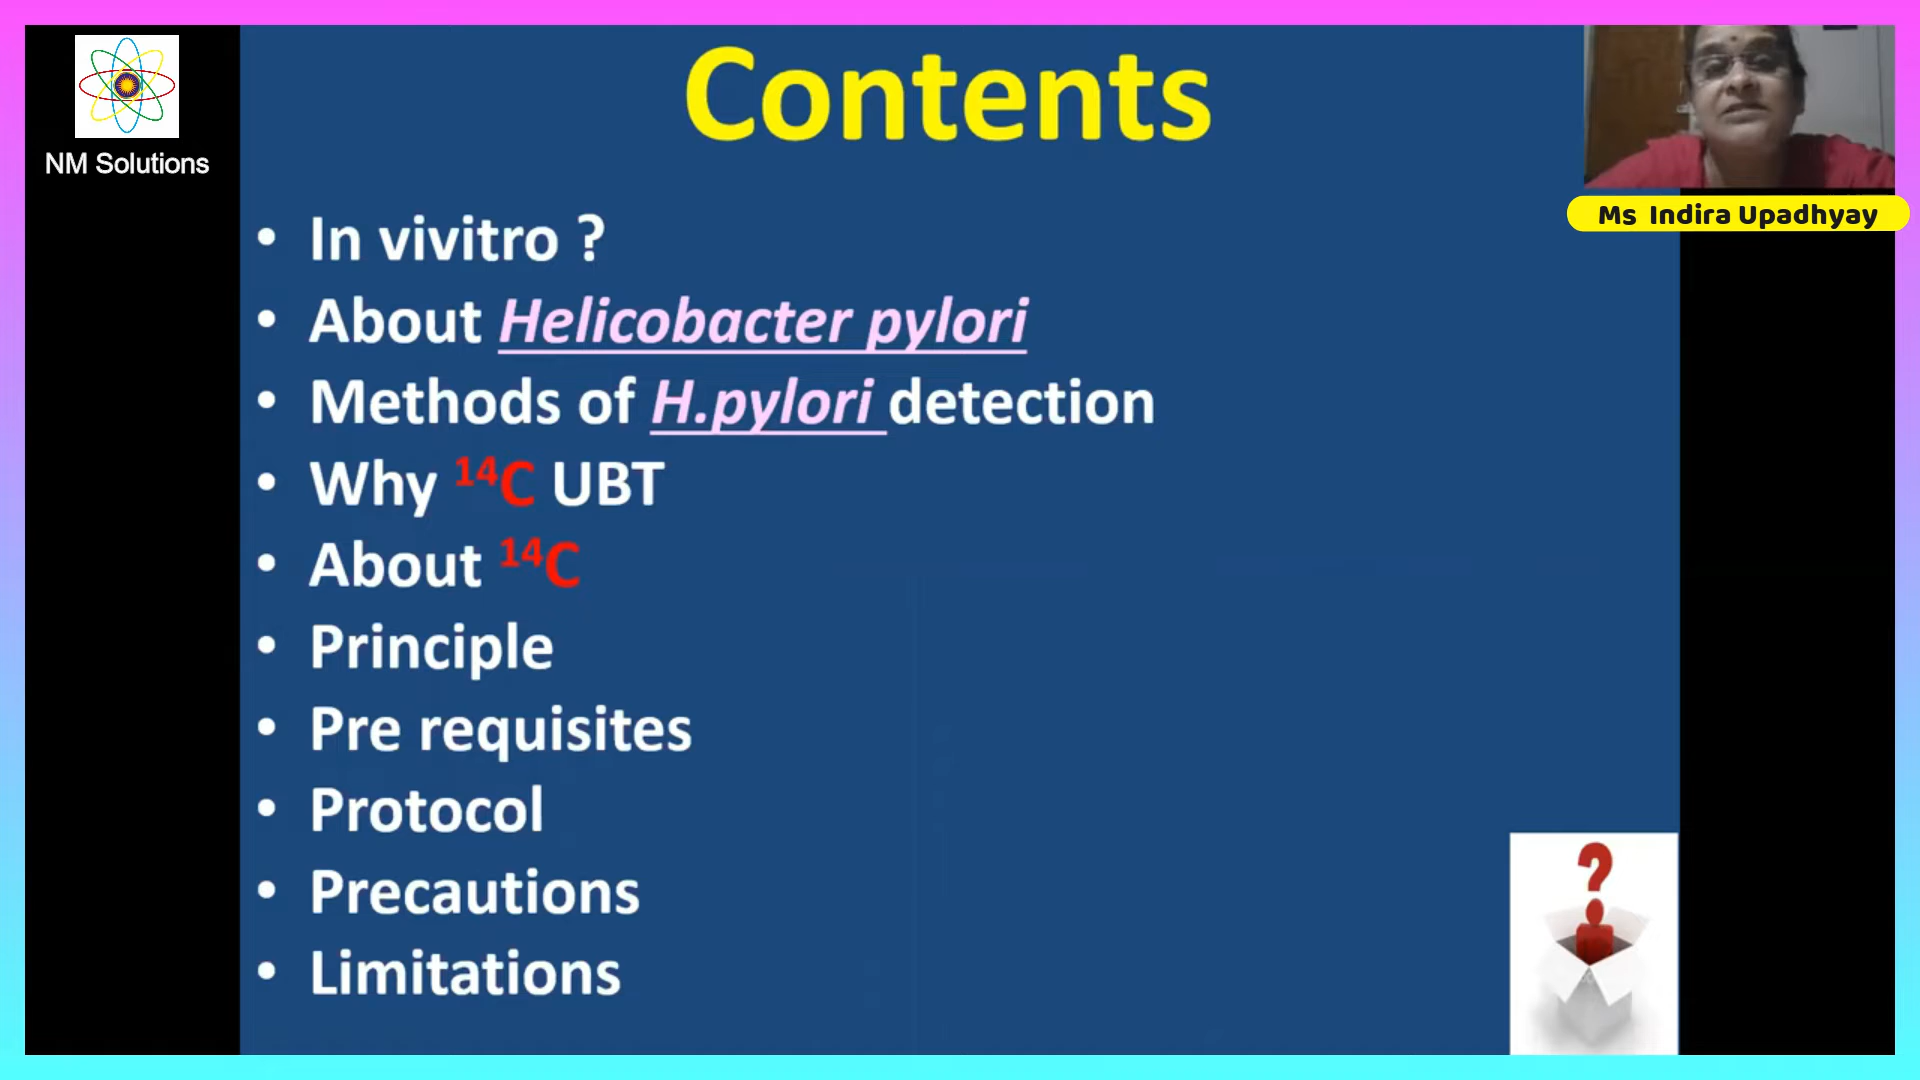 Contents
NM Solutions
Ms Indira Upadhyay
• In vivitro ?
• About Helicobacter pylori
• Methods of H.pylori detection
• Why ¹⁴C UBT
• About ¹⁴C
• Principle
• Pre requisites
• Protocol
• Precautions
• Limitations
?